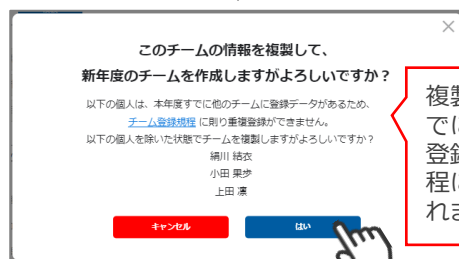 このチームの情報を複製して、
新年度のチームを作成しますがよろしいですか？
以下の個人は、本年度すでに他のチームに登録データがあるため、
チーム登録規程 に則り重複登録ができません。
以下の個人を除いた状態でチームを複製しますがよろしいですか？
絹川 結衣
小田 果歩
上田 凛
キャンセル
はい
複製
でに
登録
程に
れま